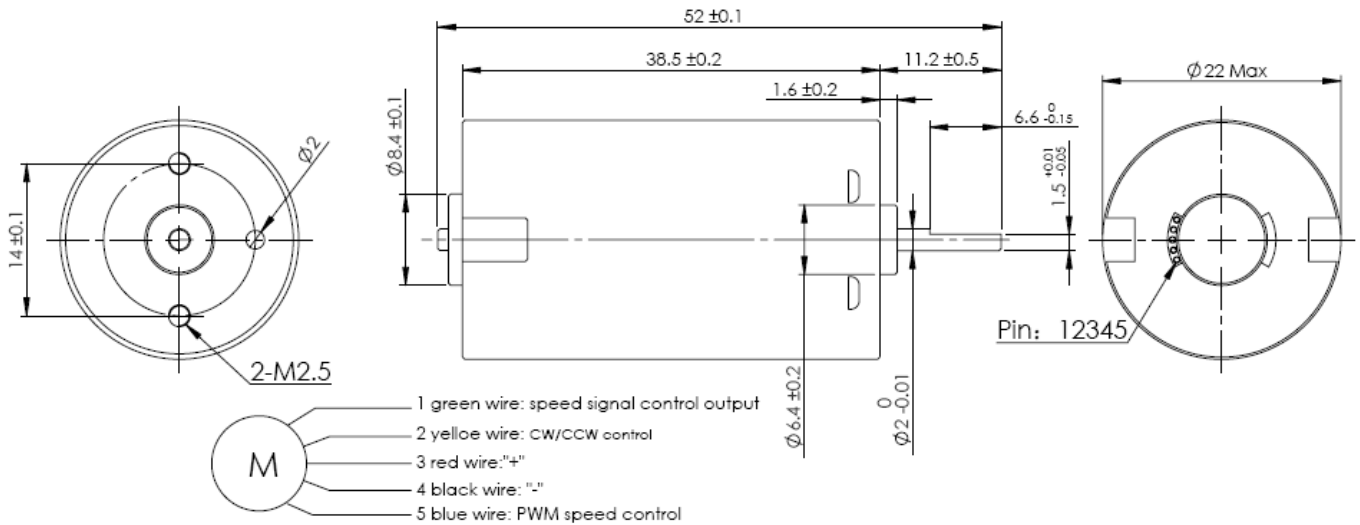 52 ±0.1
38.5 ±0.2
11.2 ±0.5
1.6 ±0.2
6.6 0 -0.15
1.5 +0.01 -0.05
Ø22 Max
Ø8.4 ±0.1
Ø2
14±0.1
2-M2.5
Pin: 12345
Ø6.4 ±0.2
Ø2 0 -0.01
M
1 green wire: speed signal control output
2 yelloe wire: CW/CCW control
3 red wire:"+"
4 black wire: "-"
5 blue wire: PWM speed control